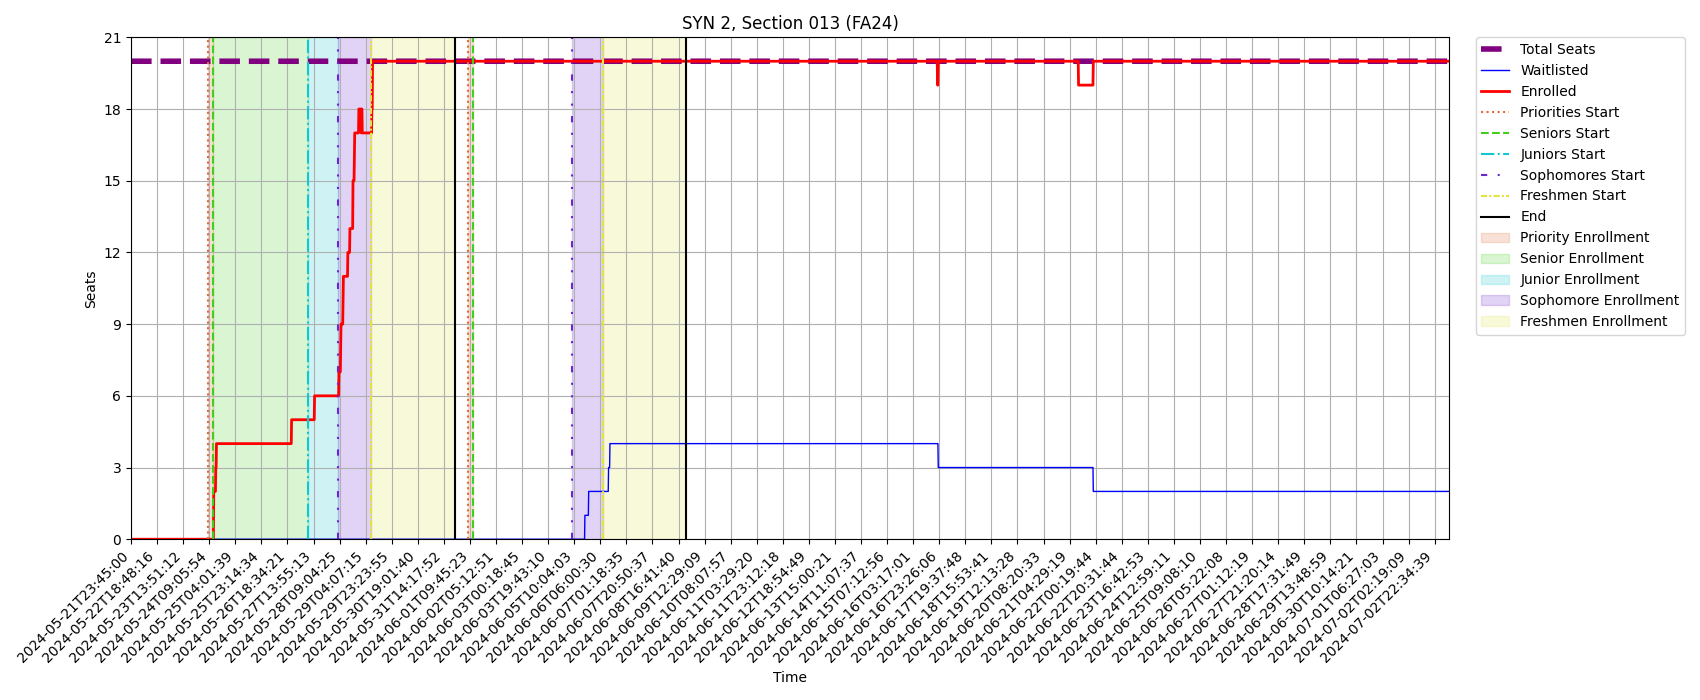 SYN 2, Section 013 (FA24)
21
18
15
12
9
6
3
0
Seats
2024-05-21T23:45:00
2024-05-22T18:48:16
2024-05-23T13:51:12
2024-05-24T09:05:54
2024-05-25T04:01:39
2024-05-25T23:14:34
2024-05-26T18:34:21
2024-05-27T13:55:13
2024-05-28T09:04:25
2024-05-29T04:07:15
2024-05-29T23:23:55
2024-05-30T19:01:40
2024-05-31T14:17:52
2024-06-01T09:45:23
2024-06-02T05:12:51
2024-06-03T00:18:45
2024-06-03T19:43:10
2024-06-05T10:04:03
2024-06-06T06:00:30
2024-06-07T01:18:35
2024-06-07T20:50:37
2024-06-08T16:41:40
2024-06-09T12:29:09
2024-06-10T08:07:57
2024-06-11T03:29:20
2024-06-11T23:12:18
2024-06-12T18:54:49
2024-06-13T15:00:21
2024-06-14T11:07:37
2024-06-15T07:12:56
2024-06-16T03:17:01
2024-06-16T23:26:06
2024-06-17T19:37:48
2024-06-18T15:53:41
2024-06-19T12:13:28
2024-06-20T08:20:33
2024-06-21T04:29:19
2024-06-22T00:19:44
2024-06-22T20:31:44
2024-06-23T16:42:53
2024-06-24T12:59:11
2024-06-25T09:08:10
2024-06-26T05:22:08
2024-06-27T01:12:19
2024-06-27T21:20:14
2024-06-28T17:31:49
2024-06-29T13:48:59
2024-06-30T10:14:21
2024-07-01T06:27:03
2024-07-02T02:19:09
2024-07-02T22:34:39
Time
Total Seats
Waitlisted
Enrolled
Priorities Start
Seniors Start
Juniors Start
Sophomores Start
Freshmen Start
End
Priority Enrollment
Senior Enrollment
Junior Enrollment
Sophomore Enrollment
Freshmen Enrollment